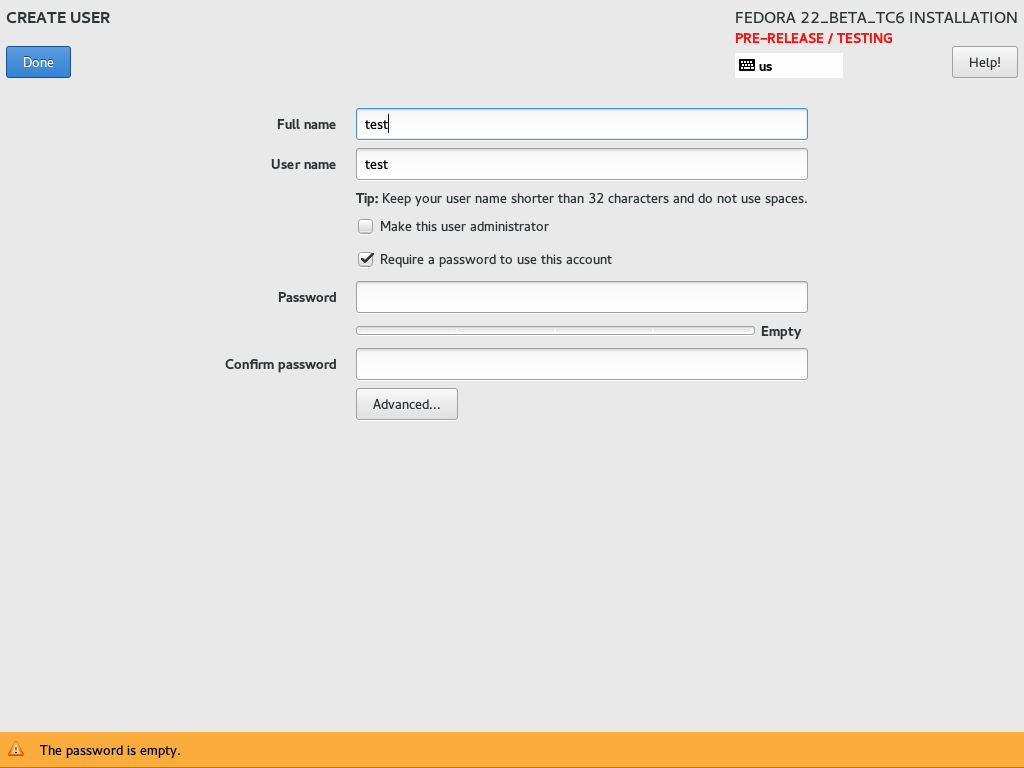 CREATE USER
FEDORA 22_BETA_TC6 INSTALLATION
PRE-RELEASE / TESTING
Done
us
Help!
Full name
test
User name
test
Tip: Keep your user name shorter than 32 characters and do not use spaces.
Make this user administrator
Require a password to use this account
Password
Empty
Confirm password
Advanced...
The password is empty.